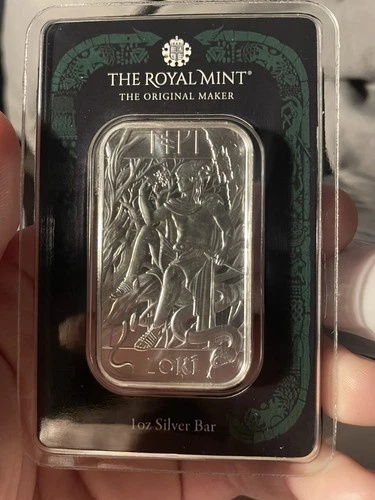 THE ROYAL MINT®
THE ORIGINAL MAKER
LOKI
1oz Silver Bar